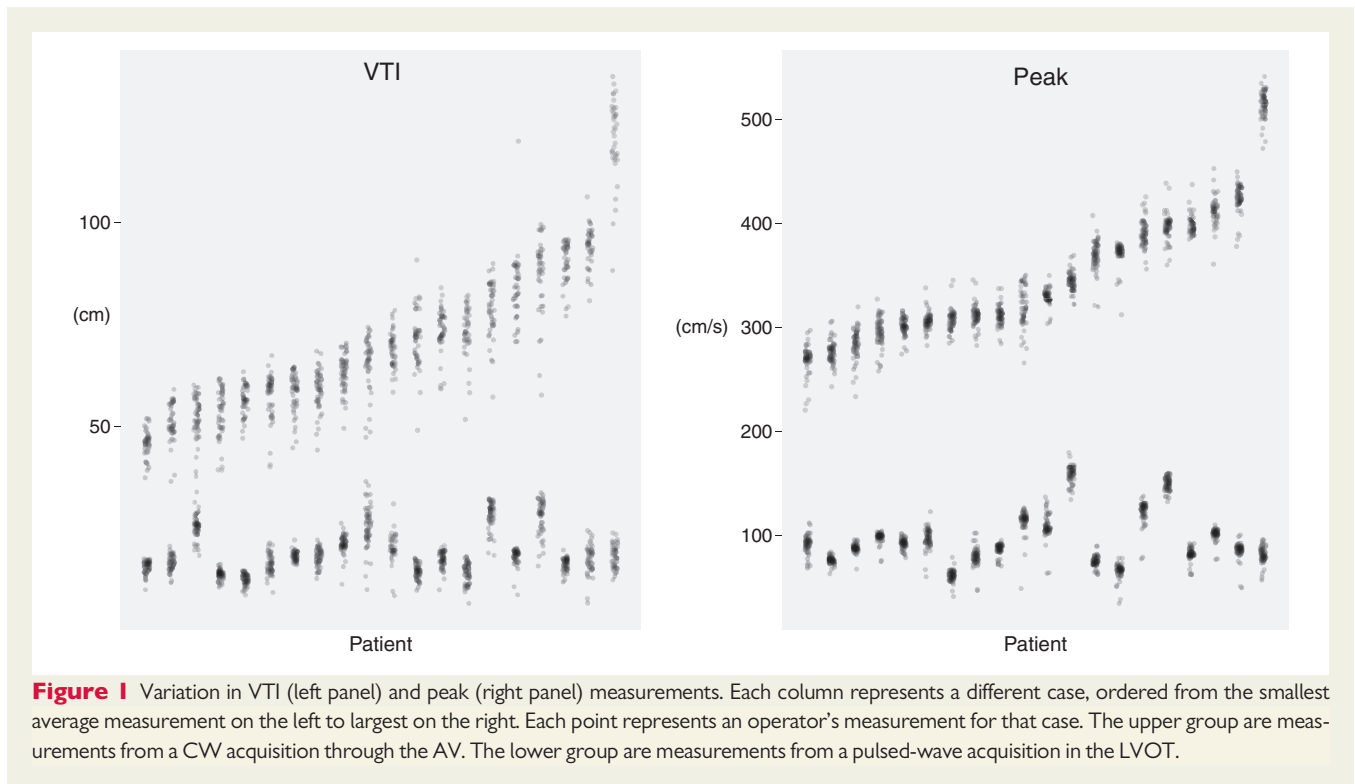 VTI
100
(cm)
50
Patient
Peak
500
400
(cm/s)
300
200
100
Patient
Figure 1 Variation in VTI (left panel) and peak (right panel) measurements. Each column represents a different case, ordered from the smallest
average measurement on the left to largest on the right. Each point represents an operator's measurement for that case. The upper group are meas-
urements from a CW acquisition through the AV. The lower group are measurements from a pulsed-wave acquisition in the LVOT.